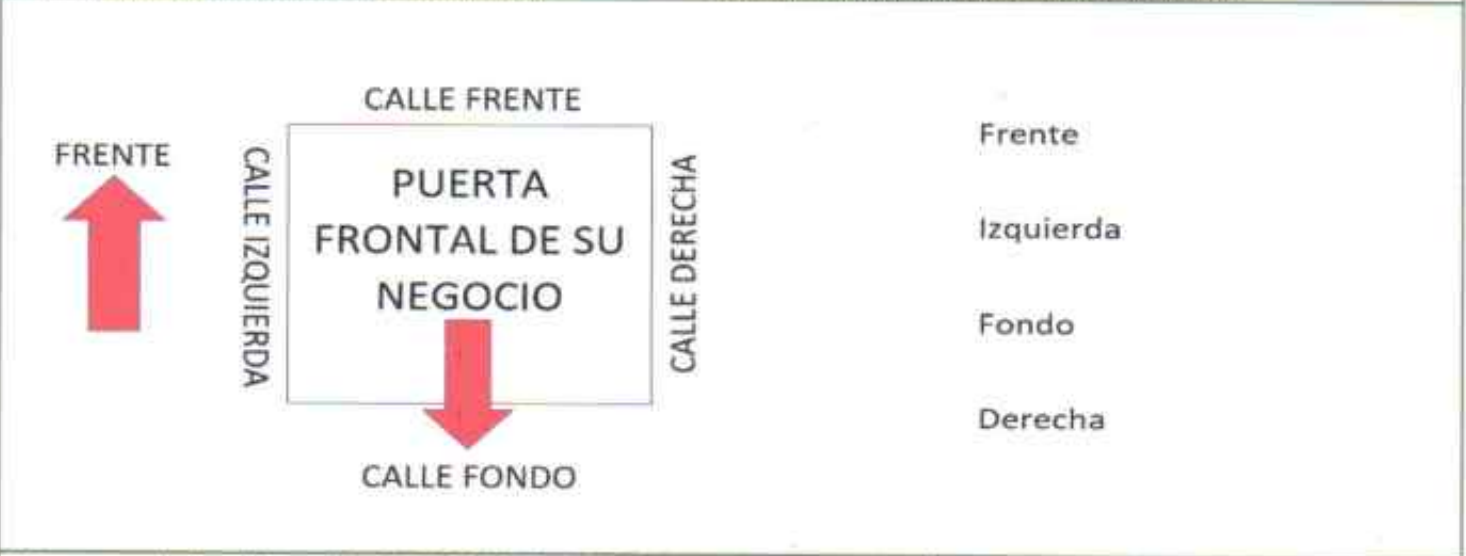 CALLE FRENTE
FRENTE
CALLE IZQUIERDA
PUERTA
FRONTAL DE SU
NEGOCIO
CALLE DERECHA
CALLE FONDO
Frente
Izquierda
Fondo
Derecha